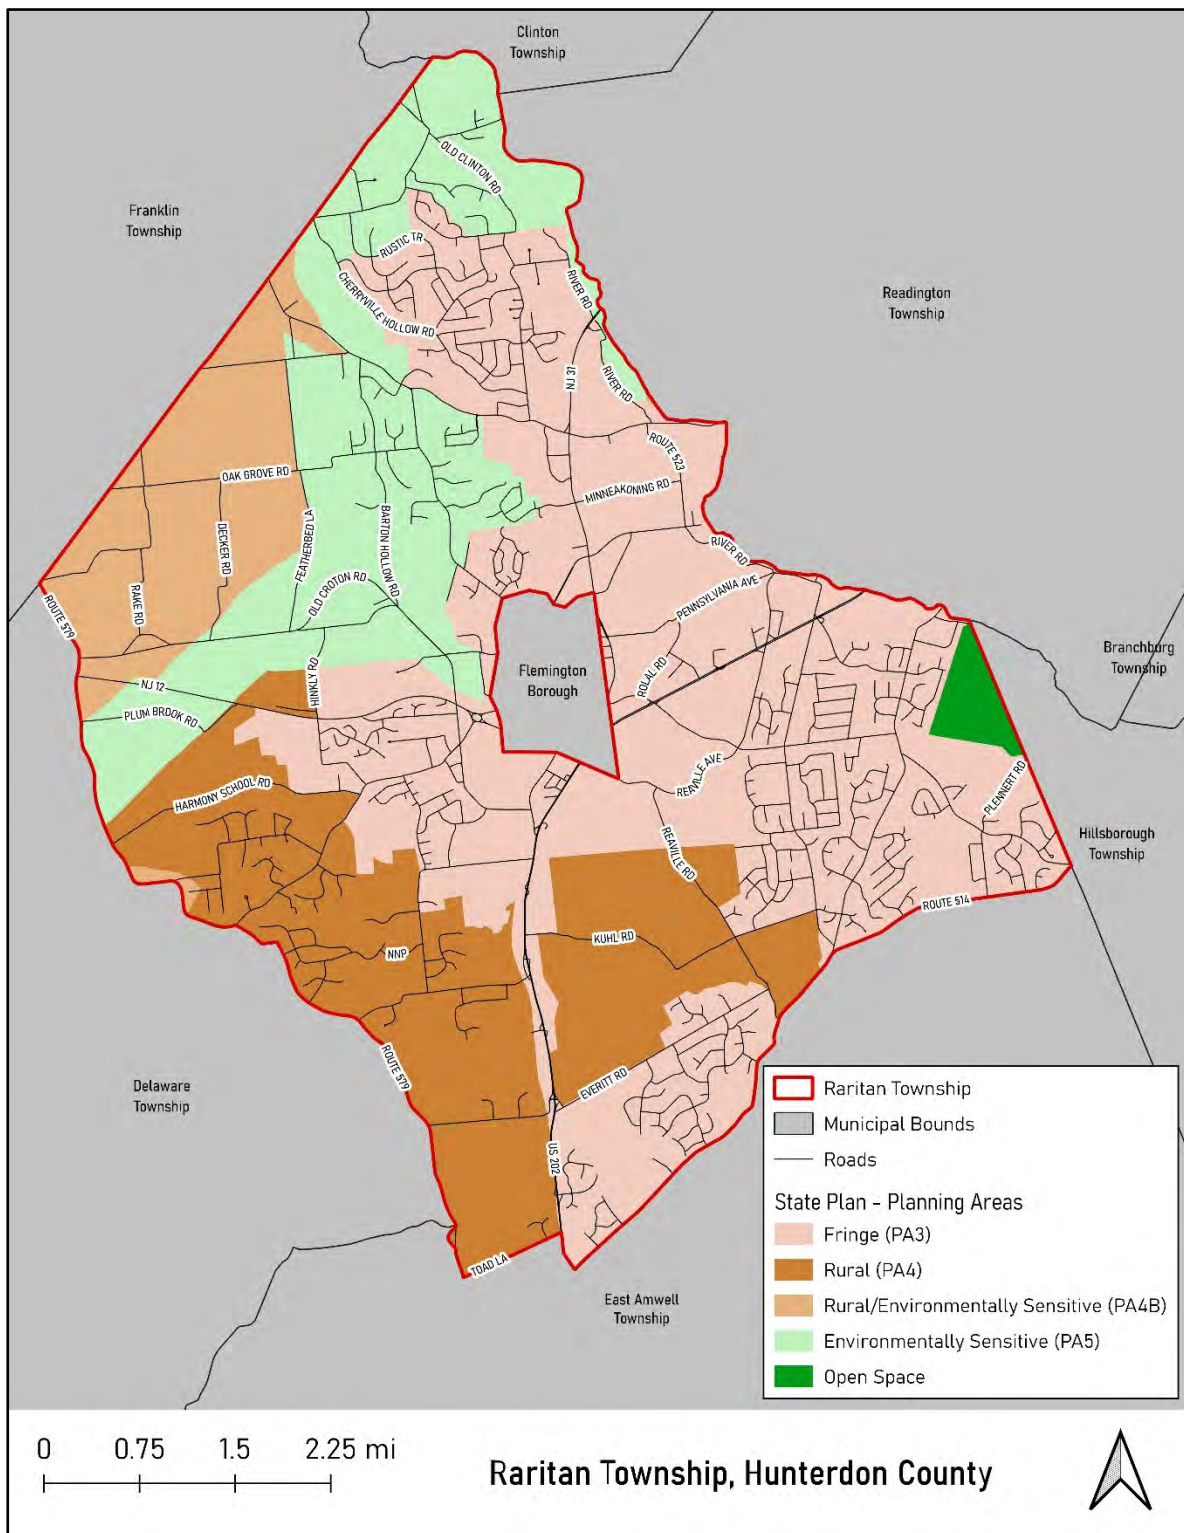 Clinton
Township
OLD CLINTON RD
Franklin
Township
RUSTIC TR
CHERRYVILLE HOLLOW RD
RIVER RD
Readington
Township
NJ 31
RIVER RD
ROUTE 523
OAK GROVE RD
MINNEAKONING RD
DECKER RD
FEATHERBED LA
BARTON HOLLOW RD
RIVER RD
OLD CROTON RD
PENNSYLVANIA AVE
RAKE RD
ROUTE 579
Flemington
Borough
Branchburg
Township
ROLAL RD
HINKLY RD
NJ 12
PLUM BROOK RD
REAVILLE AVE
PLENNERT RD
HARMONY SCHOOL RD
Hillsborough
Township
REAVILLE RD
ROUTE 514
KUHL RD
NNP
ROUTE 579
EVERITT RD
Delaware
Township
US 202
TOAD LA
East Amwell
Township
Raritan Township
Municipal Bounds
Roads
State Plan - Planning Areas
Fringe (PA3)
Rural (PA4)
Rural/Environmentally Sensitive (PA4B)
Environmentally Sensitive (PA5)
Open Space
0 0.75 1.5 2.25 mi
Raritan Township, Hunterdon County